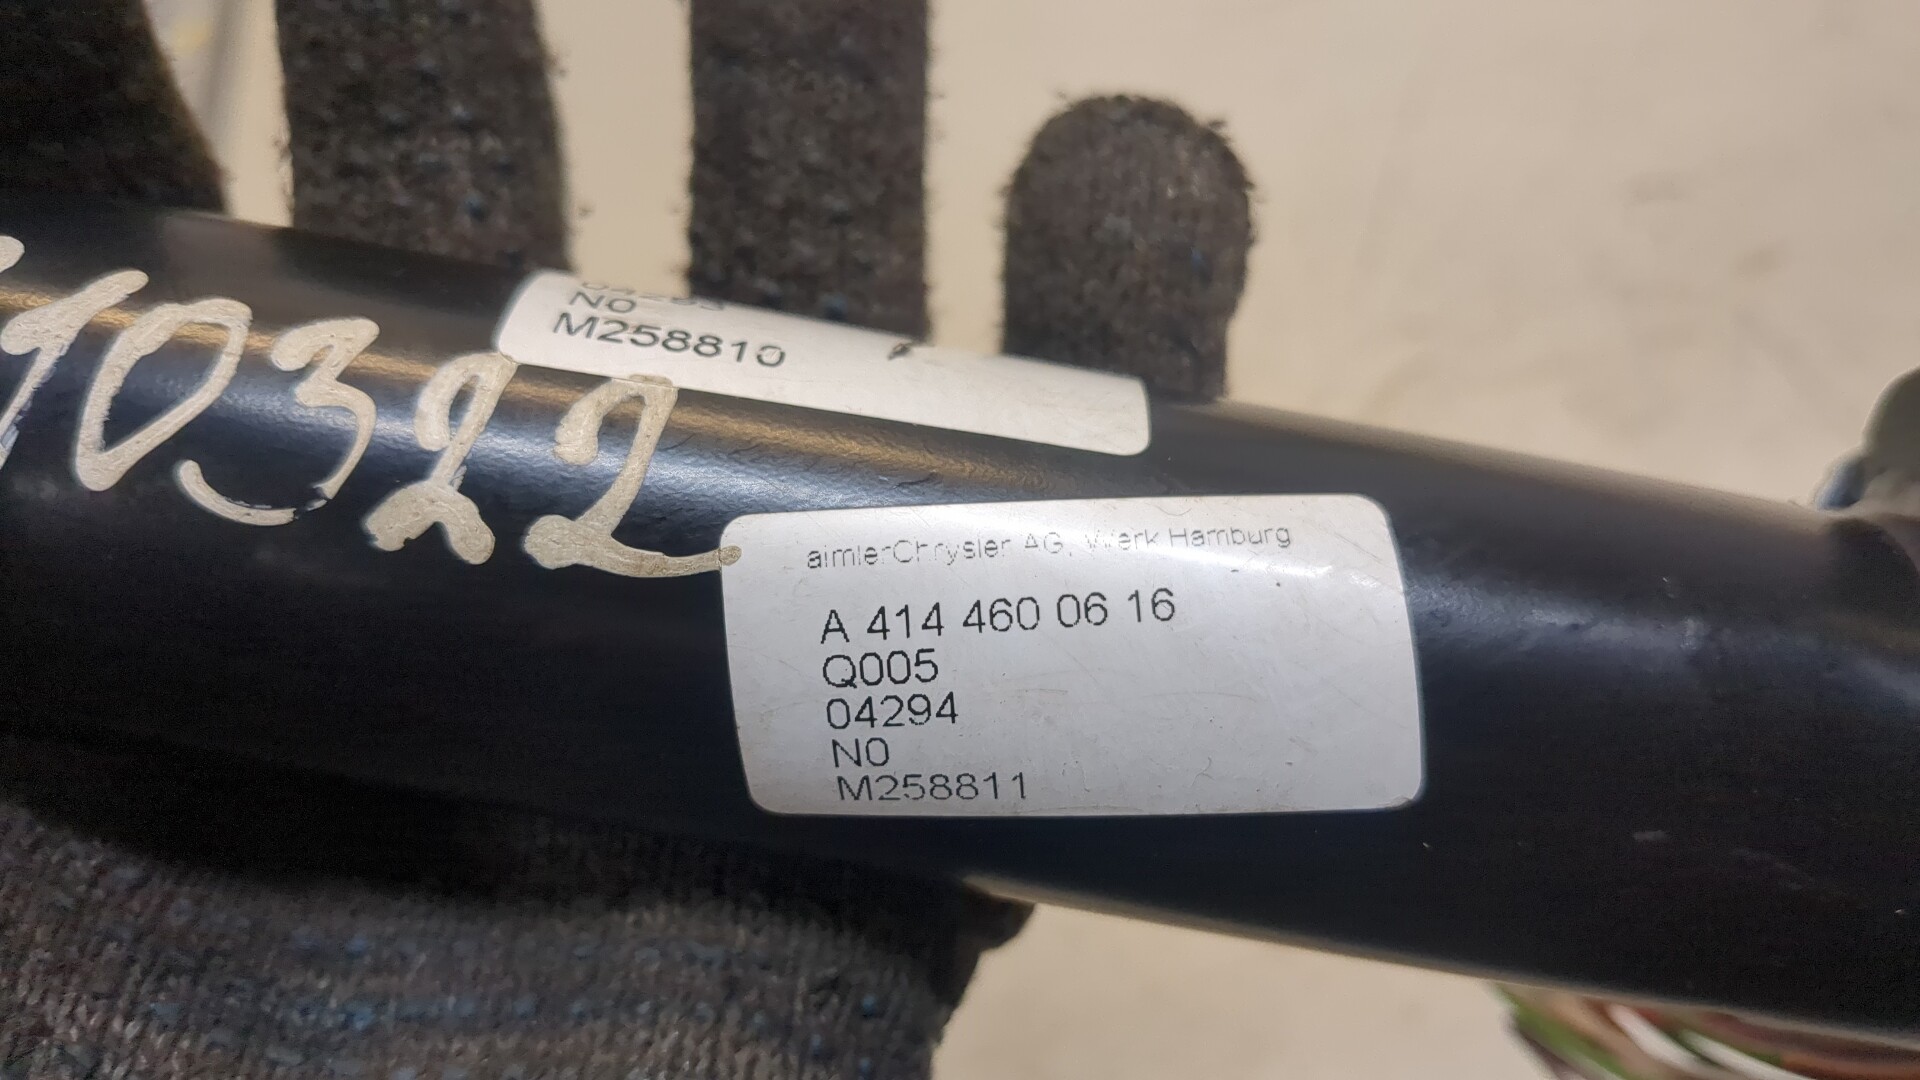 10322
N0
M258810
aimlerChrysler AG, Werk Hamburg
A 414 460 06 16
Q005
04294
N0
M258811